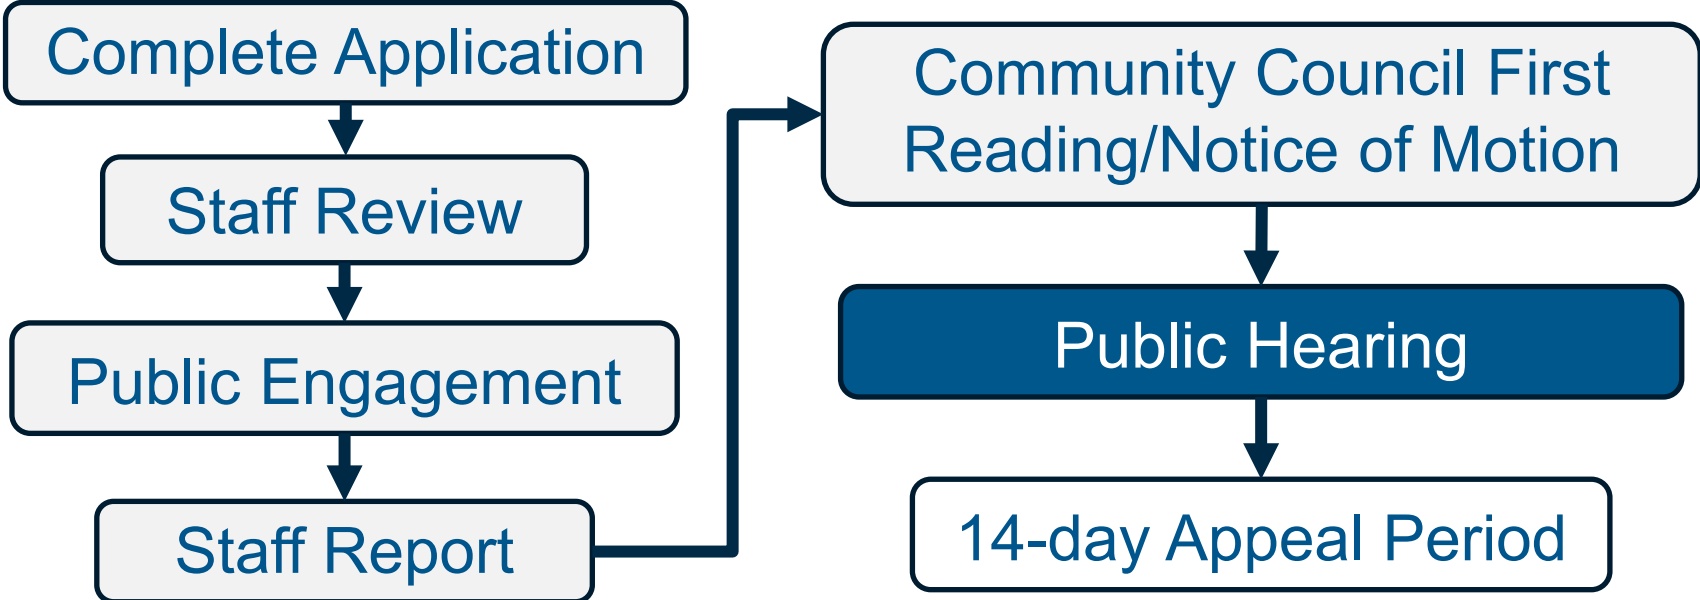 Complete Application
Staff Review
Public Engagement
Staff Report
Community Council First
Reading/Notice of Motion
Public Hearing
14-day Appeal Period